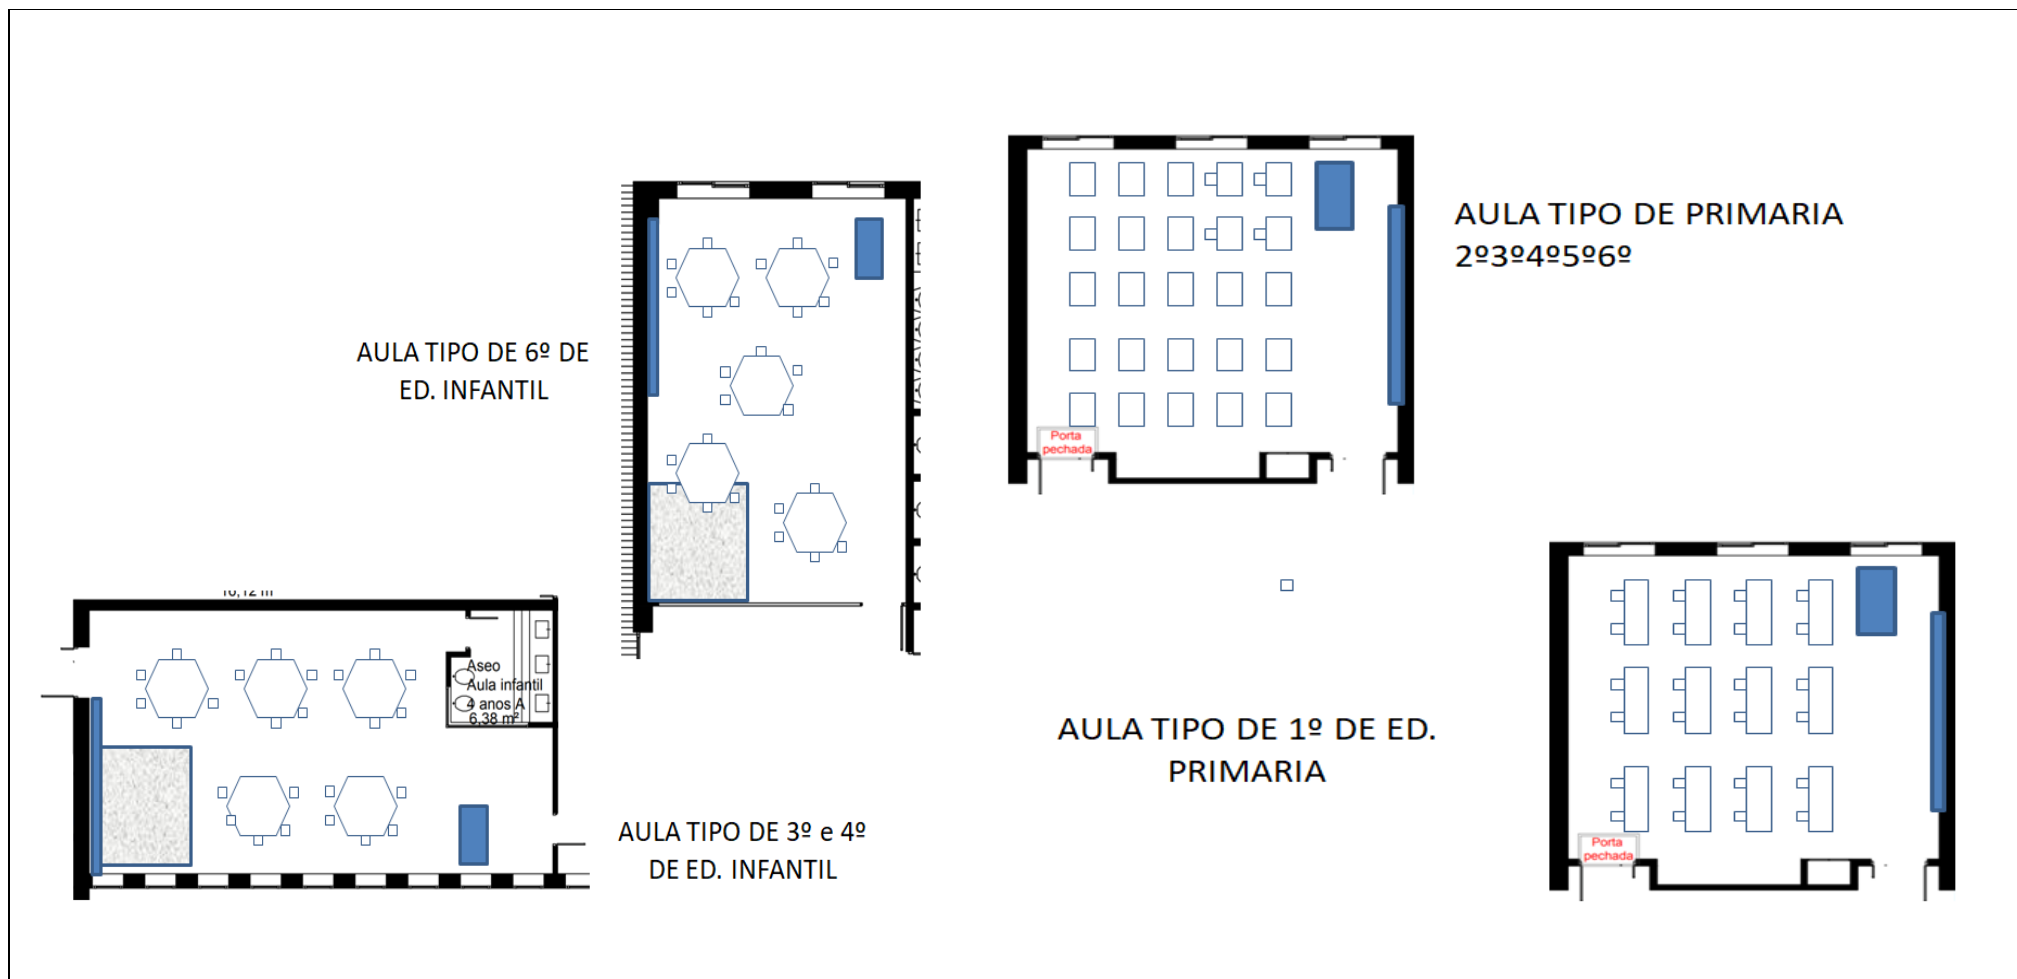 AULA TIPO DE PRIMARIA
2º3º4º5º6º
AULA TIPO DE 6º DE
ED. INFANTIL
Porta
pechada
Aseo
Aula infantil
4 anos A
6,38 m²
AULA TIPO DE 1º DE ED.
PRIMARIA
AULA TIPO DE 3º e 4º
DE ED. INFANTIL
Porta
pechada